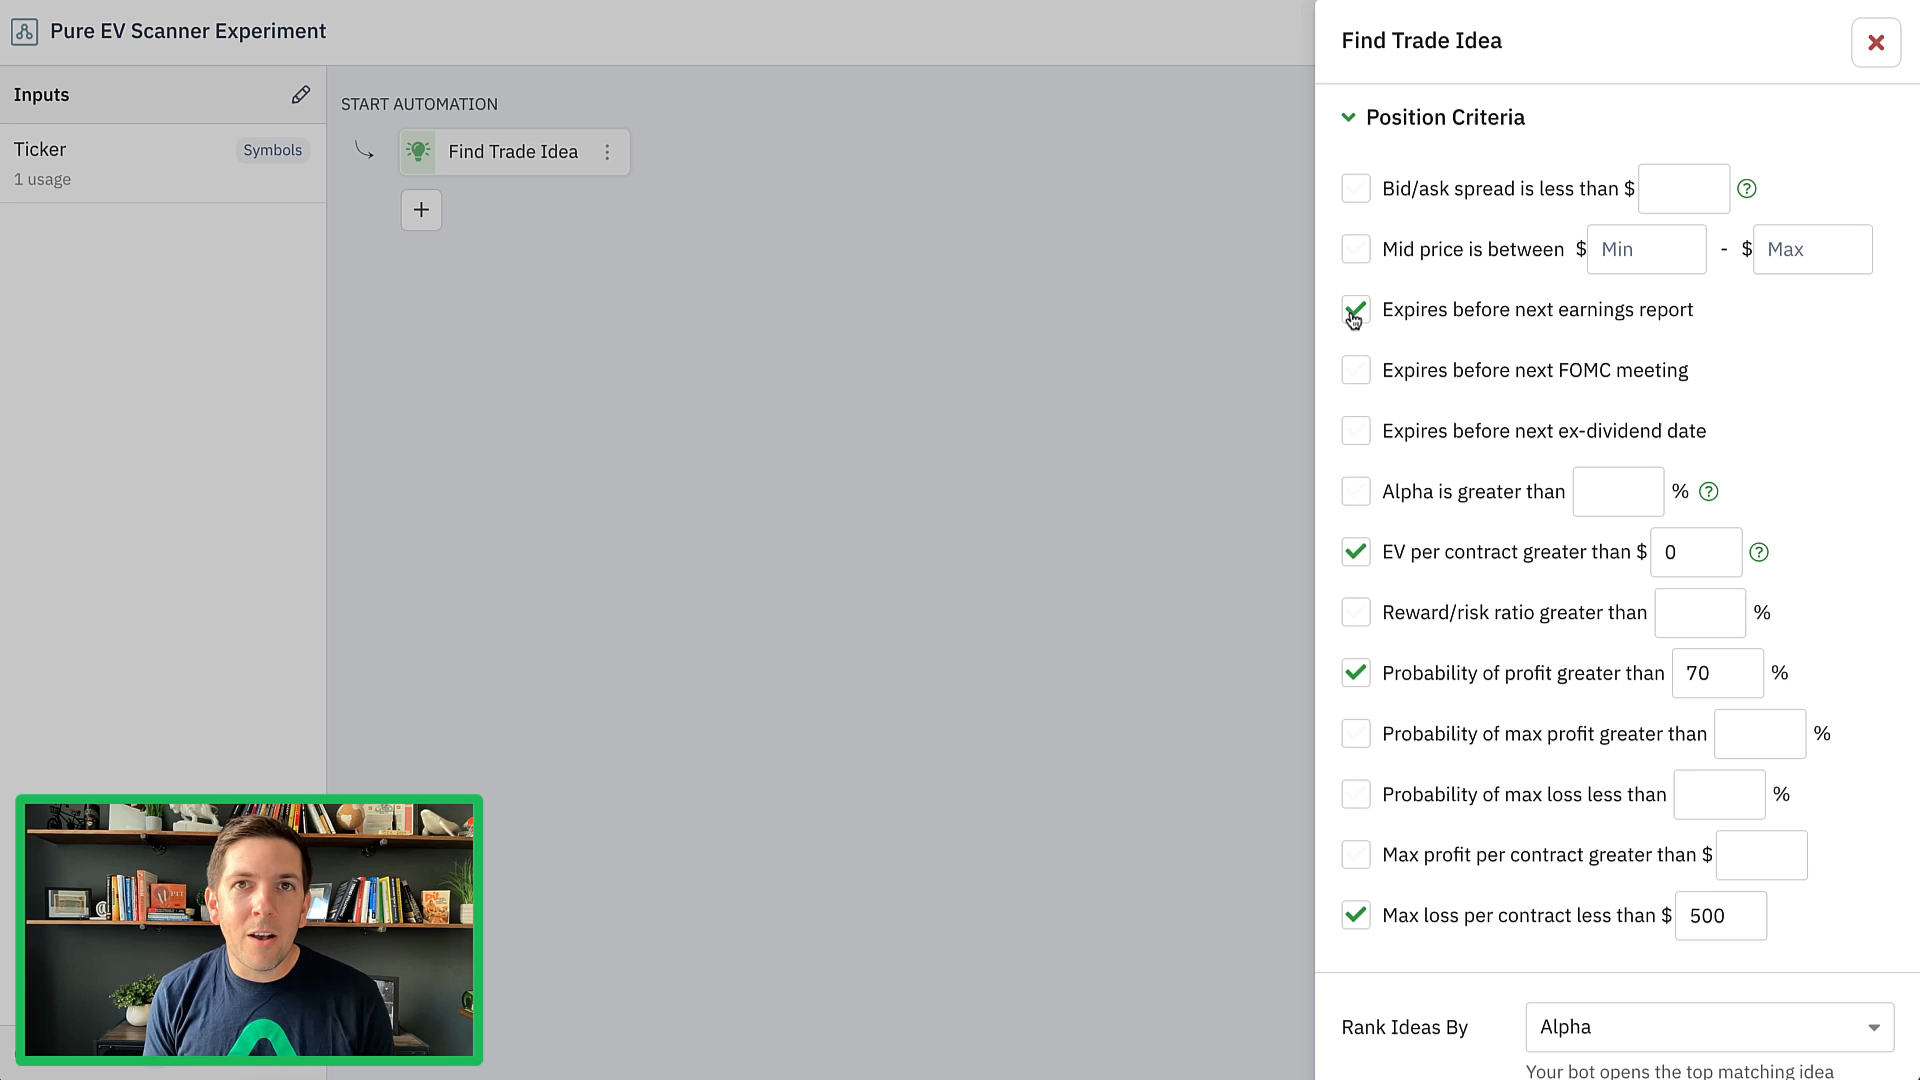 Pure EV Scanner Experiment
Inputs
Ticker
Symbols
1 usage
START AUTOMATION
Find Trade Idea
Find Trade Idea
Position Criteria
Bid/ask spread is less than $
Mid price is between $ Min - $ Max
Expires before next earnings report
Expires before next FOMC meeting
Expires before next ex-dividend date
Alpha is greater than %
EV per contract greater than $ 0
Reward/risk ratio greater than %
Probability of profit greater than 70 %
Probability of max profit greater than %
Probability of max loss less than %
Max profit per contract greater than $
Max loss per contract less than $ 500
Rank Ideas By
Alpha
Your bot opens the top matching idea